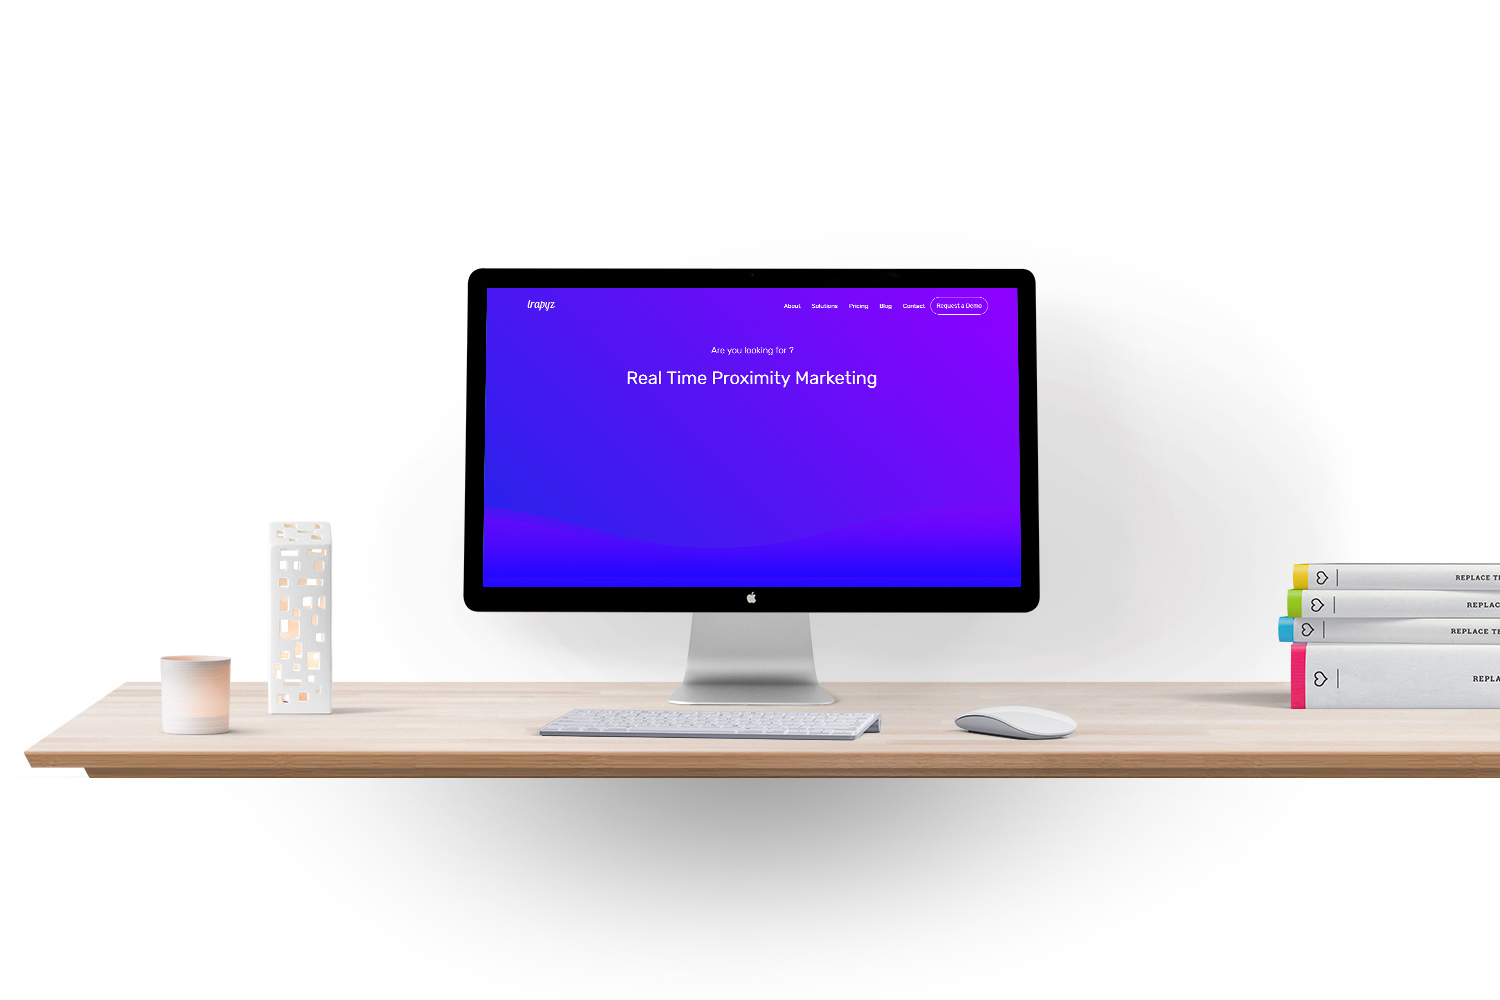 trapyz
About Solutions Pricing Blog Contact Request a Demo
Are you looking for ?
Real Time Proximity Marketing
REPLACE
REPLAC
REPLACE
REPLA